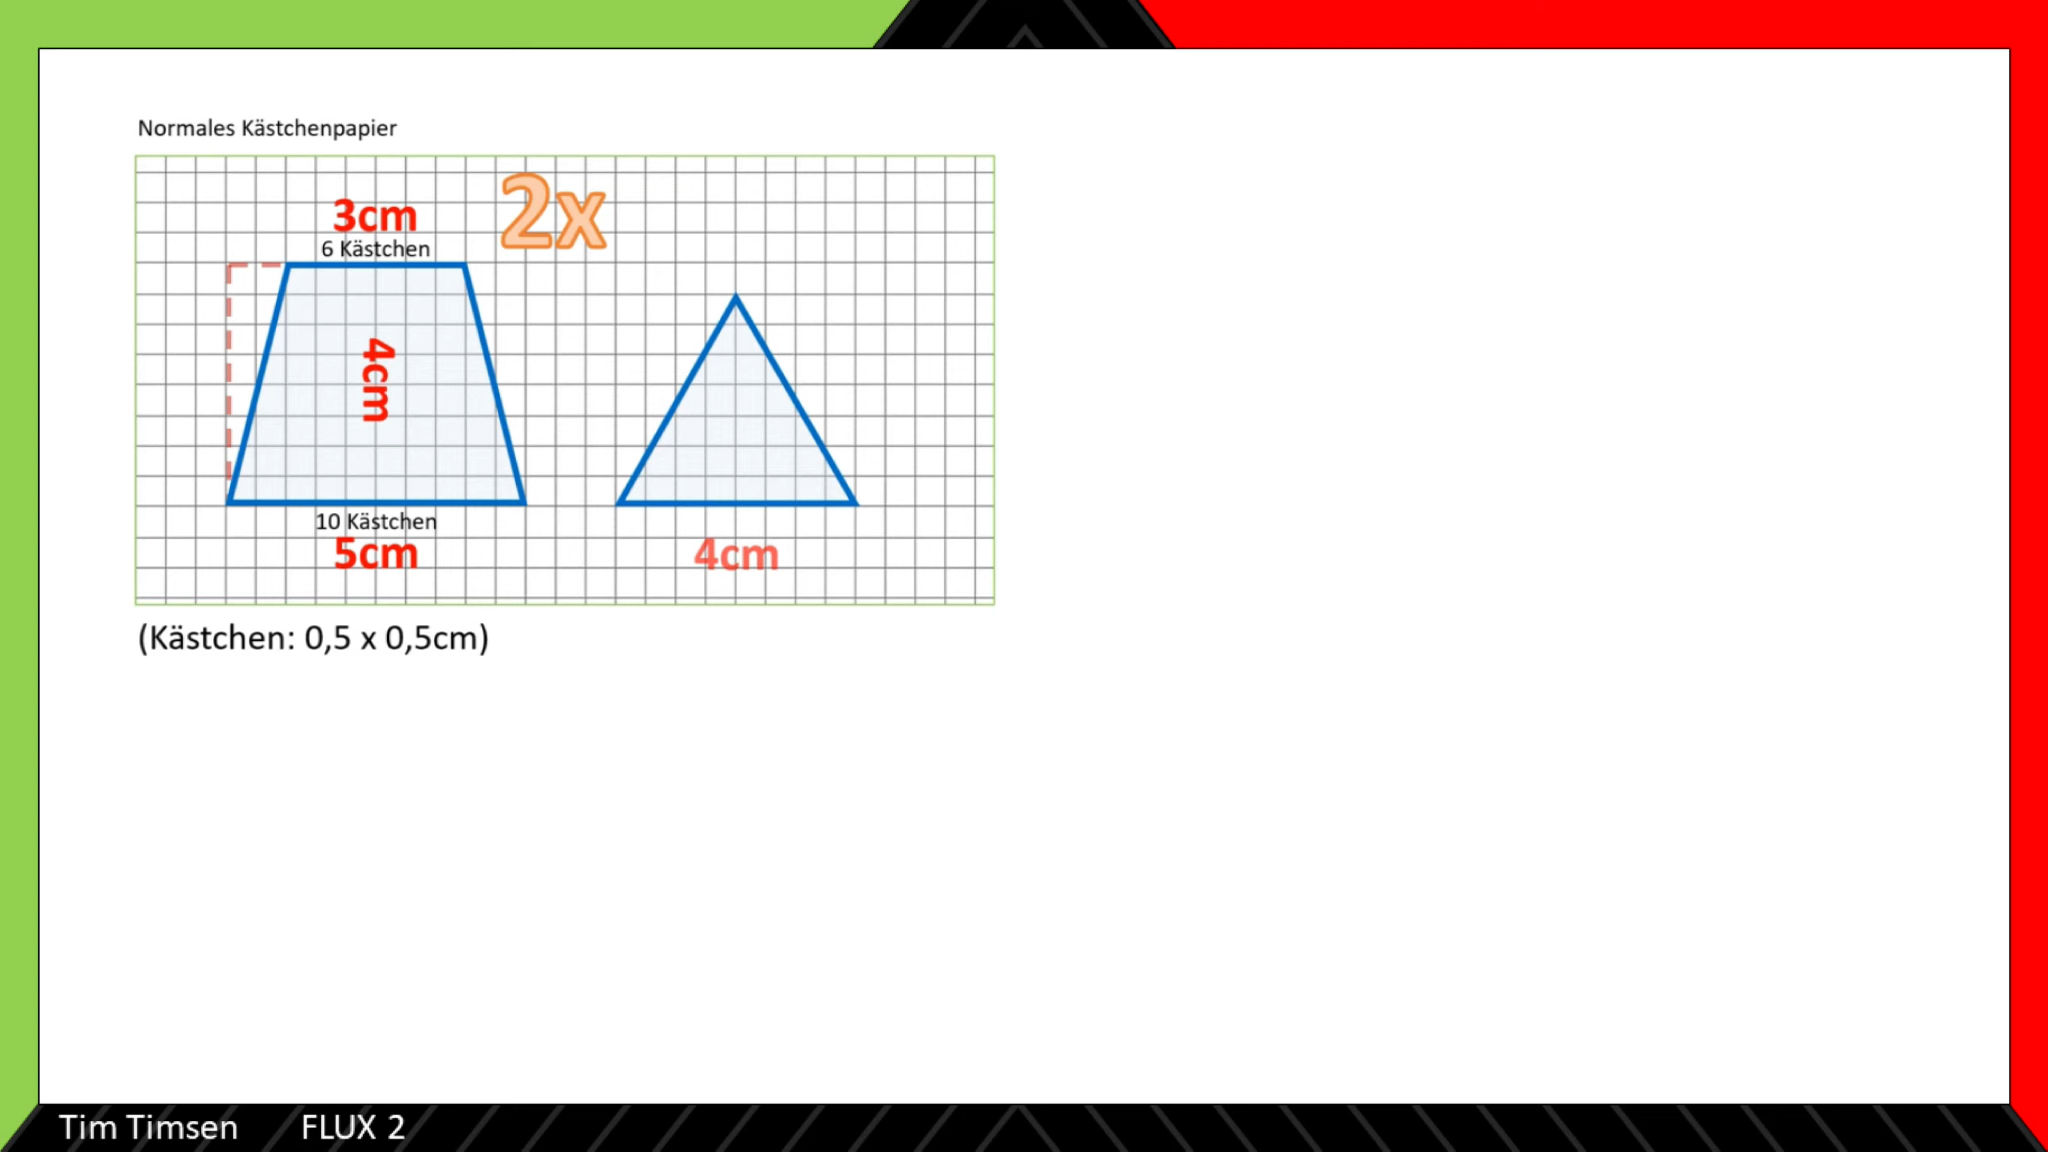 Normales Kästchenpapier
2x
3cm
6 Kästchen
4cm
10 Kästchen
5cm
4cm
(Kästchen: 0,5 x 0,5cm)
Tim Timsen FLUX 2